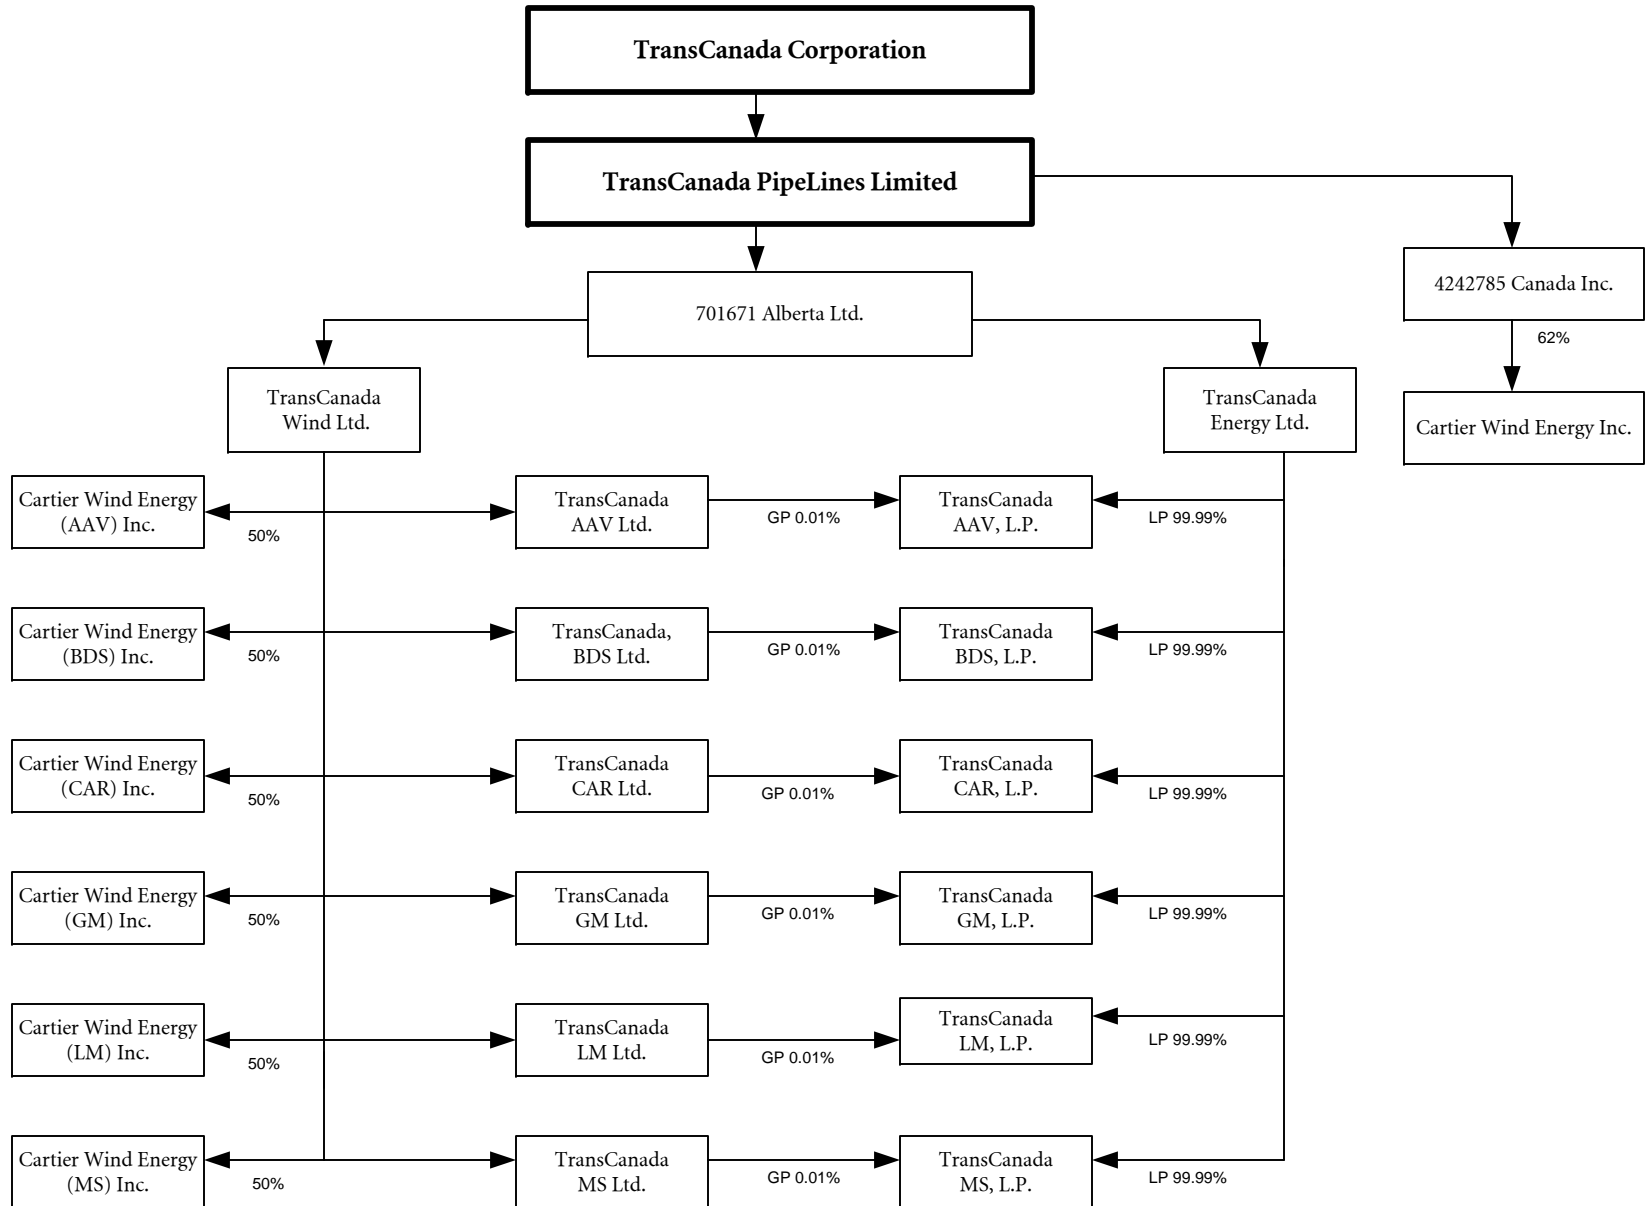 TransCanada Corporation
TransCanada PipeLines Limited
4242785 Canada Inc.
701671 Alberta Ltd.
62%
TransCanada
Wind Ltd.
TransCanada
Energy Ltd.
Cartier Wind Energy Inc.
Cartier Wind Energy
(AAV) Inc.
50%
TransCanada
AAV Ltd.
GP 0.01%
TransCanada
AAV, L.P.
LP 99.99%
Cartier Wind Energy
(BDS) Inc.
50%
TransCanada,
BDS Ltd.
GP 0.01%
TransCanada
BDS, L.P.
LP 99.99%
Cartier Wind Energy
(CAR) Inc.
50%
TransCanada
CAR Ltd.
GP 0.01%
TransCanada
CAR, L.P.
LP 99.99%
Cartier Wind Energy
(GM) Inc.
50%
TransCanada
GM Ltd.
GP 0.01%
TransCanada
GM, L.P.
LP 99.99%
Cartier Wind Energy
(LM) Inc.
50%
TransCanada
LM Ltd.
GP 0.01%
TransCanada
LM, L.P.
LP 99.99%
Cartier Wind Energy
(MS) Inc.
50%
TransCanada
MS Ltd.
GP 0.01%
TransCanada
MS, L.P.
LP 99.99%